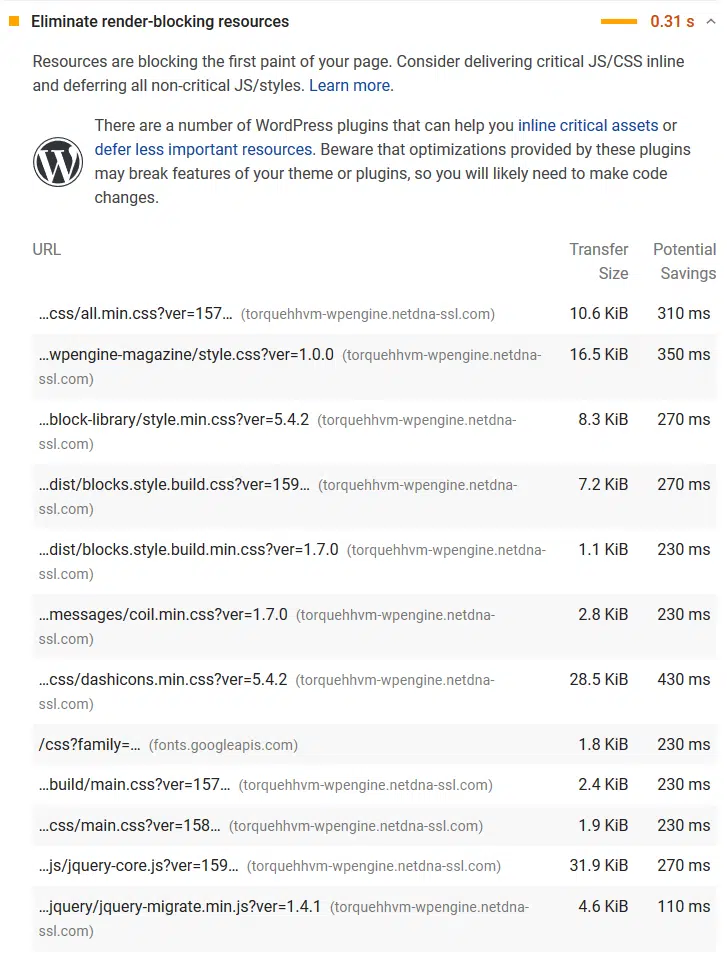 Eliminate render-blocking resources 0.31 s
Resources are blocking the first paint of your page. Consider delivering critical JS/CSS inline
and deferring all non-critical JS/styles. Learn more.
There are a number of WordPress plugins that can help you inline critical assets or
defer less important resources. Beware that optimizations provided by these plugins
may break features of your theme or plugins, so you will likely need to make code
changes.
URL Transfer Potential
Size Savings
…css/all.min.css?ver=157… (torquehhvm-wpengine.netdna-ssl.com) 10.6 KiB 310 ms
…wpengine-magazine/style.css?ver=1.0.0 (torquehhvm-wpengine.netdna- 16.5 KiB 350 ms
ssl.com)
…block-library/style.min.css?ver=5.4.2 (torquehhvm-wpengine.netdna- 8.3 KiB 270 ms
ssl.com)
…dist/blocks.style.build.css?ver=159… (torquehhvm-wpengine.netdna- 7.2 KiB 270 ms
ssl.com)
…dist/blocks.style.build.min.css?ver=1.7.0 (torquehhvm-wpengine.netdna- 1.1 KiB 230 ms
ssl.com)
…messages/coil.min.css?ver=1.7.0 (torquehhvm-wpengine.netdna- 2.8 KiB 230 ms
ssl.com)
…css/dashicons.min.css?ver=5.4.2 (torquehhvm-wpengine.netdna- 28.5 KiB 430 ms
ssl.com)
/css?family=… (fonts.googleapis.com) 1.8 KiB 230 ms
…build/main.css?ver=157… (torquehhvm-wpengine.netdna-ssl.com) 2.4 KiB 230 ms
…css/main.css?ver=158… (torquehhvm-wpengine.netdna-ssl.com) 1.9 KiB 230 ms
…js/jquery-core.js?ver=159… (torquehhvm-wpengine.netdna-ssl.com) 31.9 KiB 270 ms
…jquery/jquery-migrate.min.js?ver=1.4.1 (torquehhvm-wpengine.netdna- 4.6 KiB 110 ms
ssl.com)